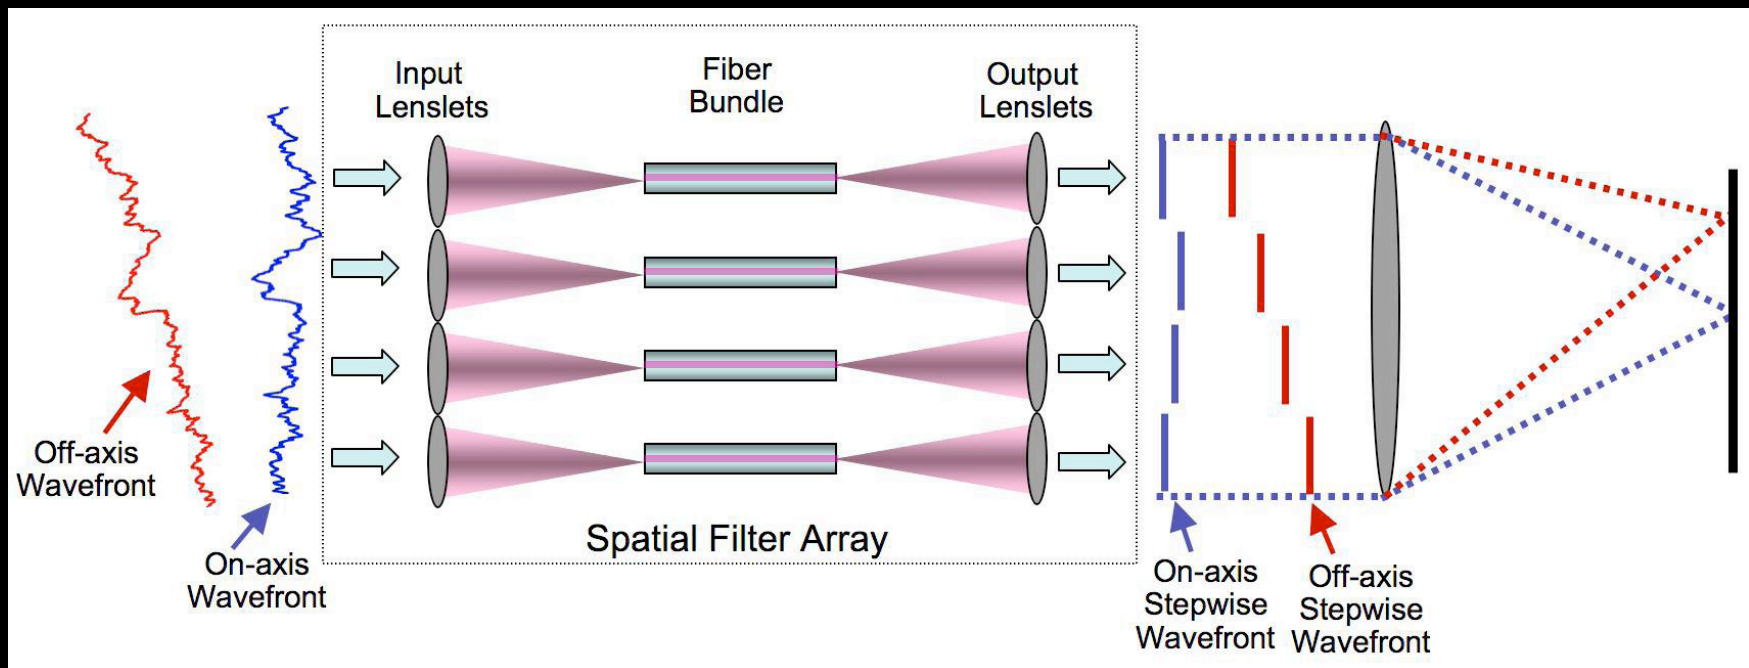 Input
Lenslets
Fiber
Bundle
Output
Lenslets
Off-axis
Wavefront
On-axis
Wavefront
Spatial Filter Array
On-axis
Stepwise
Wavefront
Off-axis
Stepwise
Wavefront